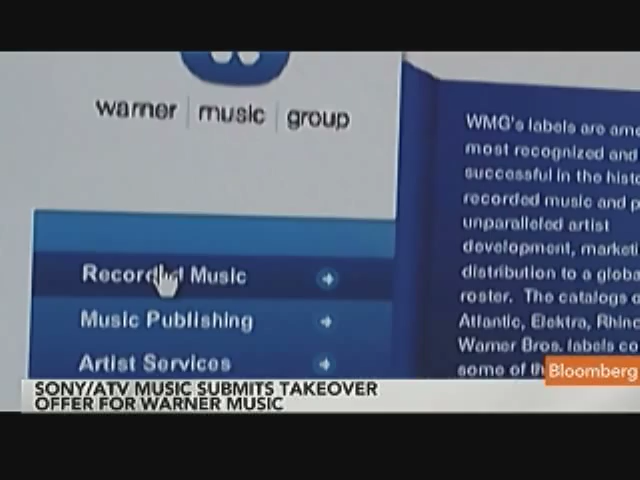 warner music group
WMG's labels are
most recognized and
successful in the
recorded music and
unparalleled artist
development,
distribution to a
roster. The catalogs
Atlantic, Elektra,
Warner Bros. labels
some of
Recorded Music
Music Publishing
Artist Services
Bloomberg
SONY/ATV MUSIC SUBMITS TAKEOVER
OFFER FOR WARNER MUSIC